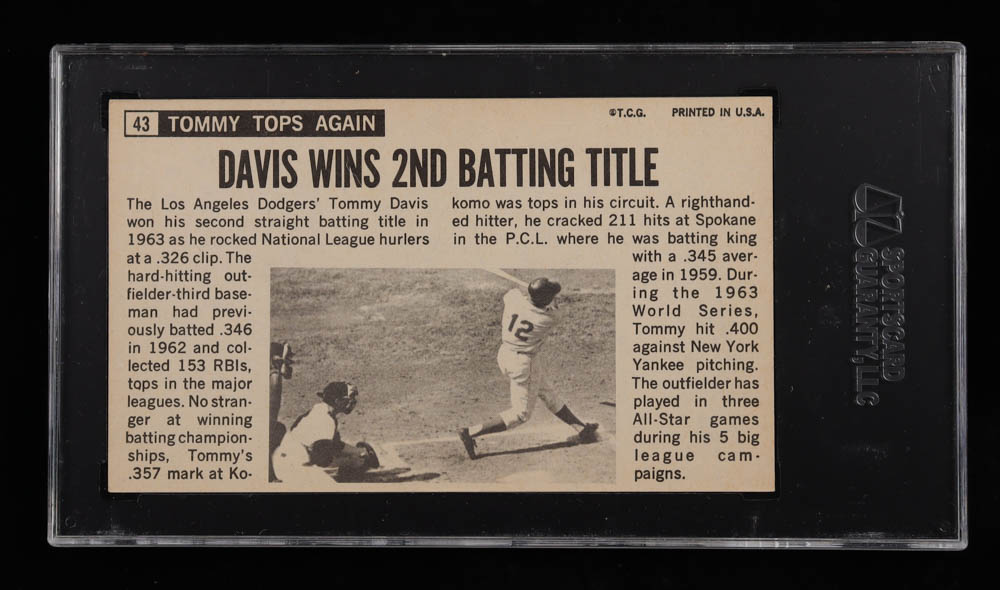 43 TOMMY TOPS AGAIN
©T.C.G. PRINTED IN U.S.A.
DAVIS WINS 2ND BATTING TITLE
The Los Angeles Dodgers' Tommy Davis
won his second straight batting title in
1963 as he rocked National League hurlers
at a .326 clip. The
hard-hitting out-
fielder-third base-
man had previ-
ously batted .346
in 1962 and col-
lected 153 RBIs,
tops in the major
leagues. No stran-
ger at winning
batting champion-
ships, Tommy's
.357 mark at Ko-
komo was tops in his circuit. A righthand-
ed hitter, he cracked 211 hits at Spokane
in the P.C.L. where he was batting king
with a .345 aver-
age in 1959. Dur-
ing the 1963
World Series,
Tommy hit .400
against New York
Yankee pitching.
The outfielder has
played in three
All-Star games
during his 5 big
league cam-
paigns.
12
SPORTSCARD
GUARANTY, LLC